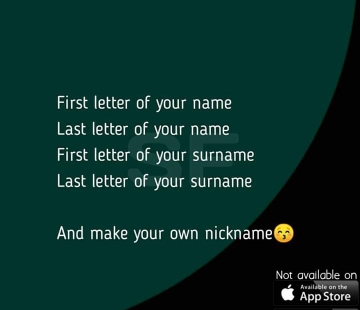 First letter of your name
Last letter of your name
First letter of your surname
Last letter of your surname
And make your own nickname😙
Not available on
Available on the
App Store